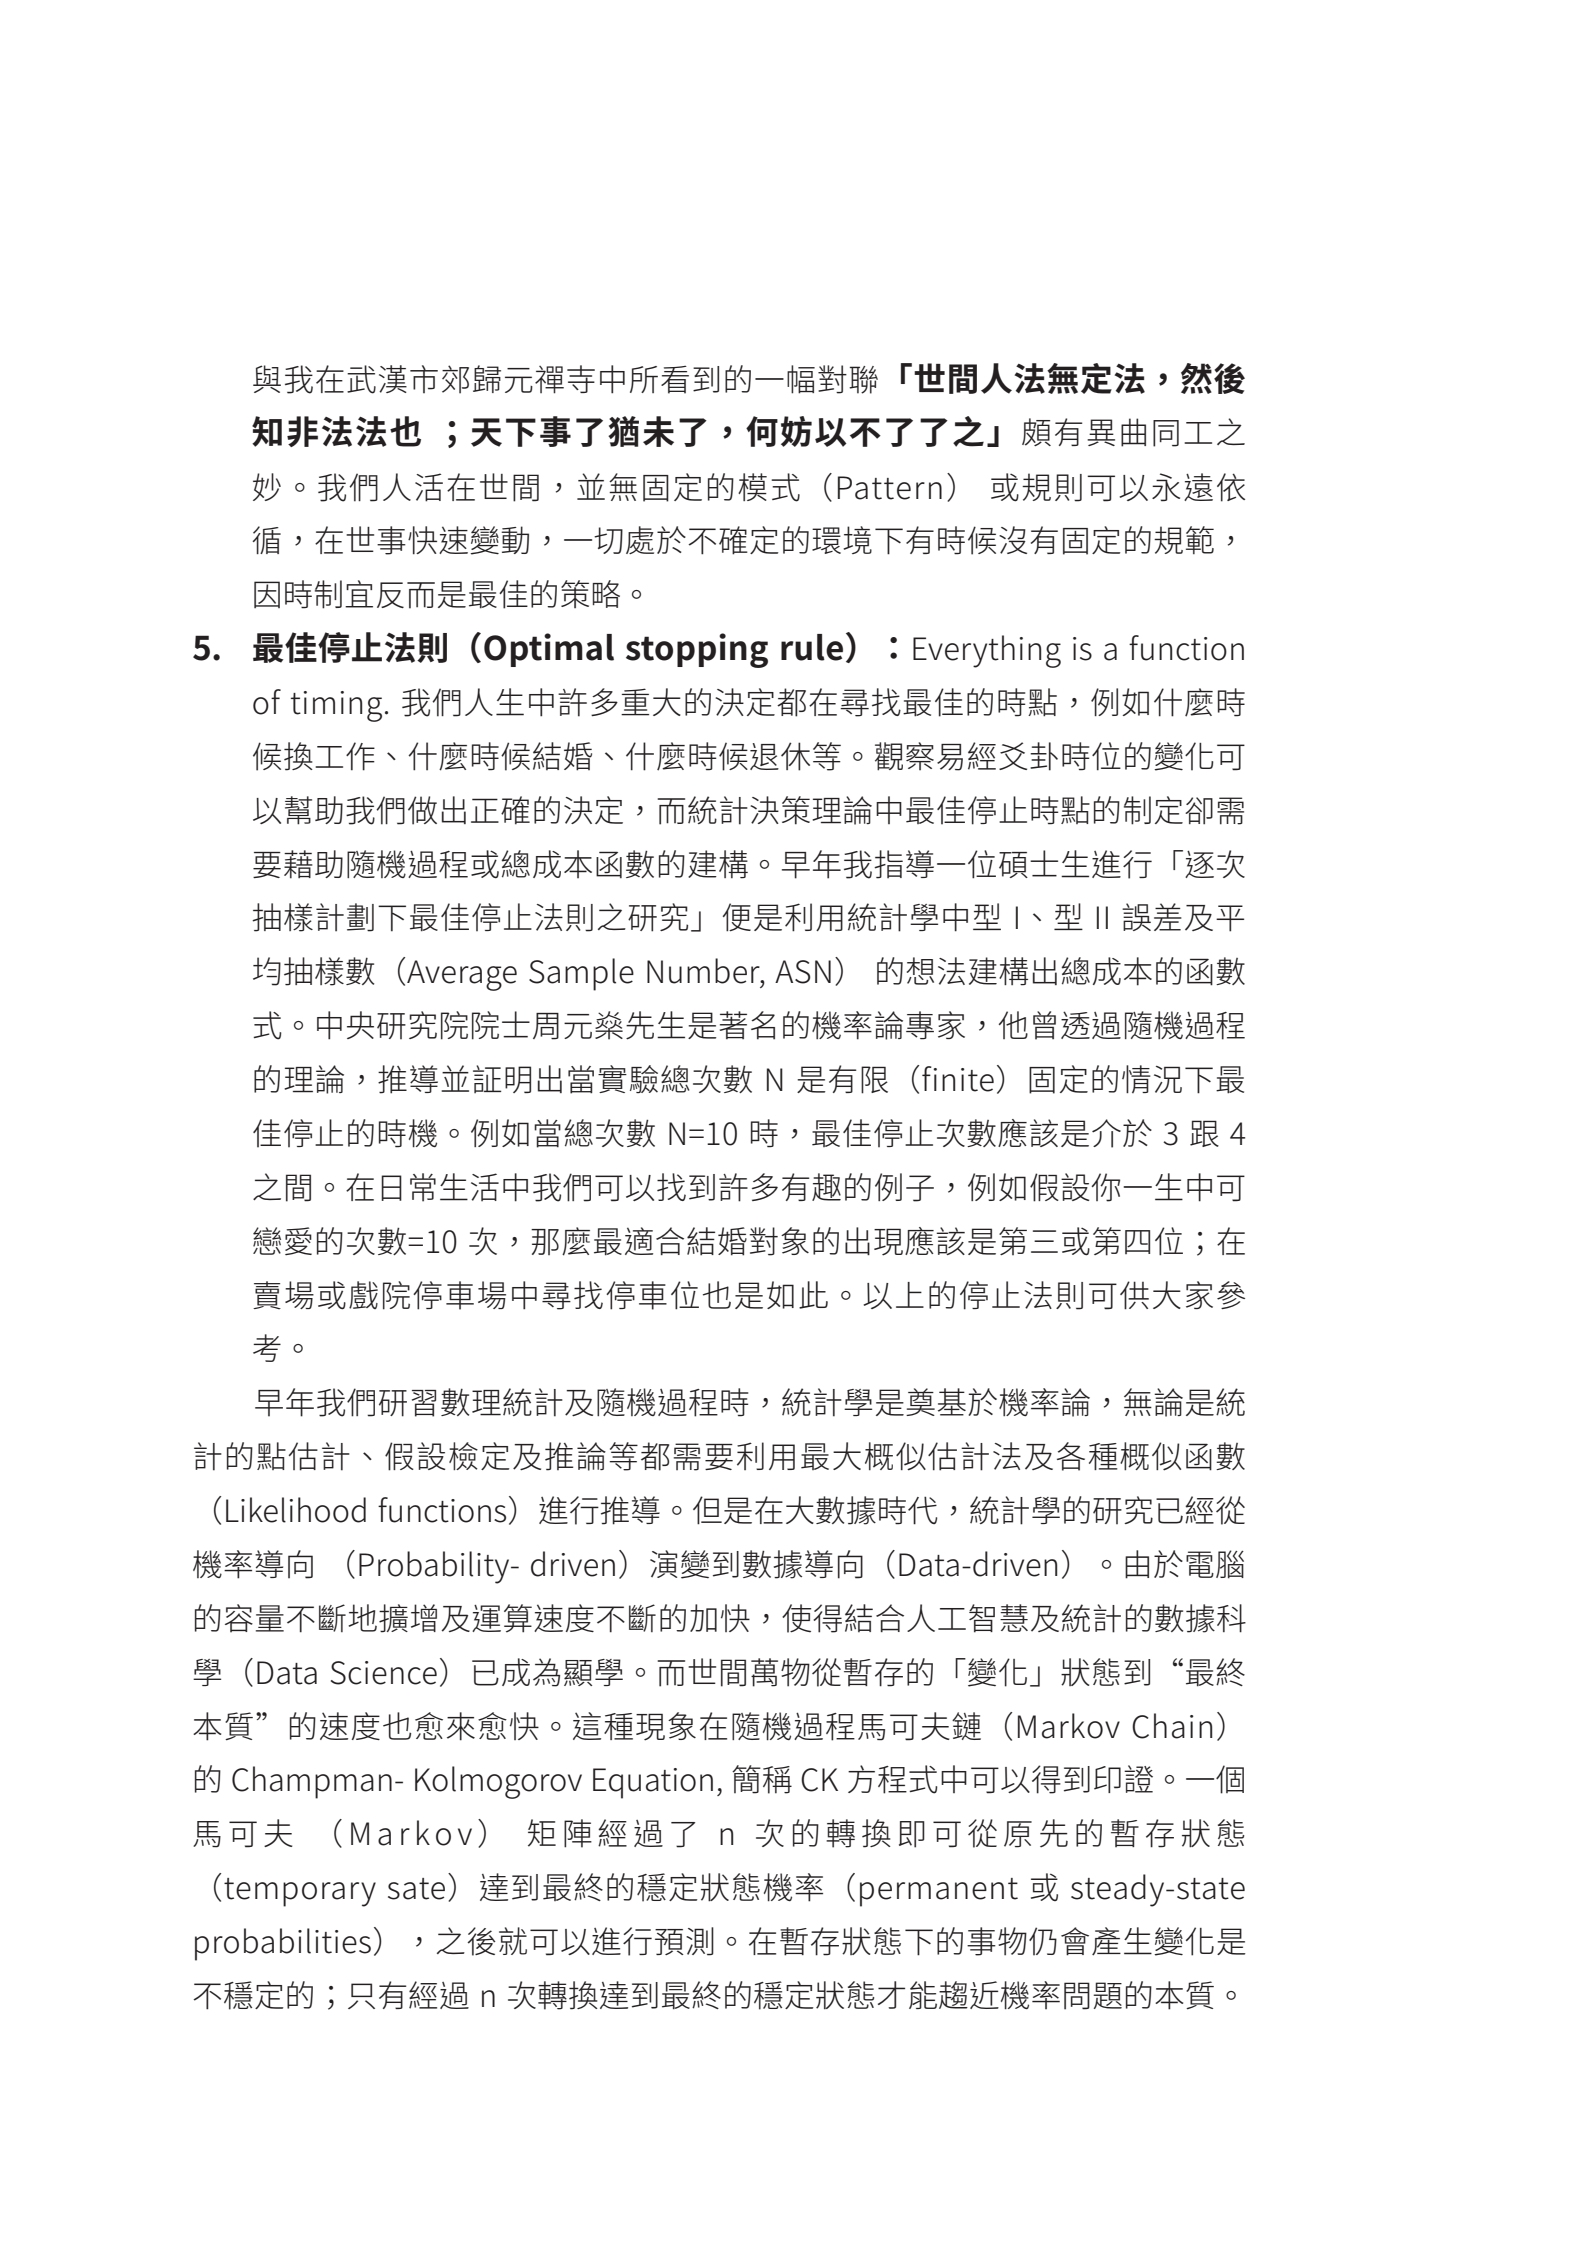 與我在武漢市郊歸元禪寺中所看到的一幅對聯「世間人法無定法，然後
知非法法也 ；天下事了猶未了，何妨以不了了之」頗有異曲同工之
妙。我們人活在世間，並無固定的模式（Pattern） 或規則可以永遠依
循，在世事快速變動，一切處於不確定的環境下有時候沒有固定的規範，
因時制宜反而是最佳的策略。
5. 最佳停止法則（Optimal stopping rule）：Everything is a function
of timing. 我們人生中許多重大的決定都在尋找最佳的時點，例如什麼時
候換工作、什麼時候結婚、什麼時候退休等。觀察易經爻卦時位的變化可
以幫助我們做出正確的決定，而統計決策理論中最佳停止時點的制定卻需
要藉助隨機過程或總成本函數的建構。早年我指導一位碩士生進行「逐次
抽樣計劃下最佳停止法則之研究」便是利用統計學中型 I、型 II 誤差及平
均抽樣數（Average Sample Number, ASN） 的想法建構出總成本的函數
式。中央研究院院士周元燊先生是著名的機率論專家，他曾透過隨機過程
的理論，推導並証明出當實驗總次數 N 是有限（finite）固定的情況下最
佳停止的時機。例如當總次數 N=10 時，最佳停止次數應該是介於 3 跟 4
之間。在日常生活中我們可以找到許多有趣的例子，例如假設你一生中可
戀愛的次數=10 次，那麼最適合結婚對象的出現應該是第三或第四位；在
賣場或戲院停車場中尋找停車位也是如此。以上的停止法則可供大家參
考。
早年我們研習數理統計及隨機過程時，統計學是奠基於機率論，無論是統
計的點估計、假設檢定及推論等都需要利用最大概似估計法及各種概似函數
（Likelihood functions）進行推導。但是在大數據時代，統計學的研究已經從
機率導向 （Probability- driven）演變到數據導向（Data-driven）。由於電腦
的容量不斷地擴增及運算速度不斷的加快，使得結合人工智慧及統計的數據科
學（Data Science）已成為顯學。而世間萬物從暫存的「變化」狀態到“最終
本質”的速度也愈來愈快。這種現象在隨機過程馬可夫鏈（Markov Chain）
的 Champman- Kolmogorov Equation, 簡稱 CK 方程式中可以得到印證。一個
馬可夫 （Markov） 矩陣經過了 n 次的轉換即可從原先的暫存狀態
（temporary sate）達到最終的穩定狀態機率（permanent 或 steady-state
probabilities），之後就可以進行預測。在暫存狀態下的事物仍會產生變化是
不穩定的；只有經過 n 次轉換達到最終的穩定狀態才能趨近機率問題的本質。